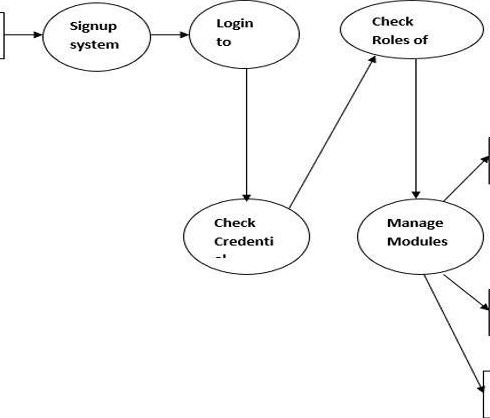 Signup
system
Login
to
Check
Roles of
Check
Credenti
Manage
Modules